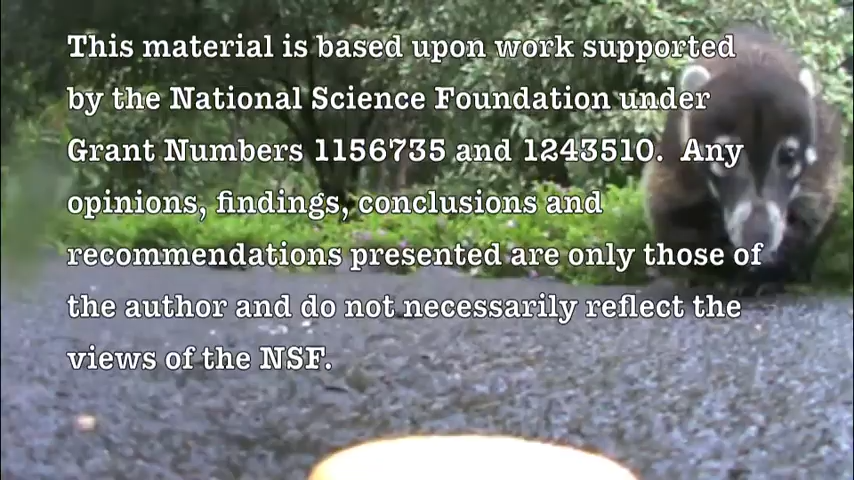 This material is based upon work supported
by the National Science Foundation under
Grant Numbers 1156735 and 1243510.  Any
opinions, findings, conclusions and
recommendations presented are only those of
the author and do not necessarily reflect the
views of the NSF.